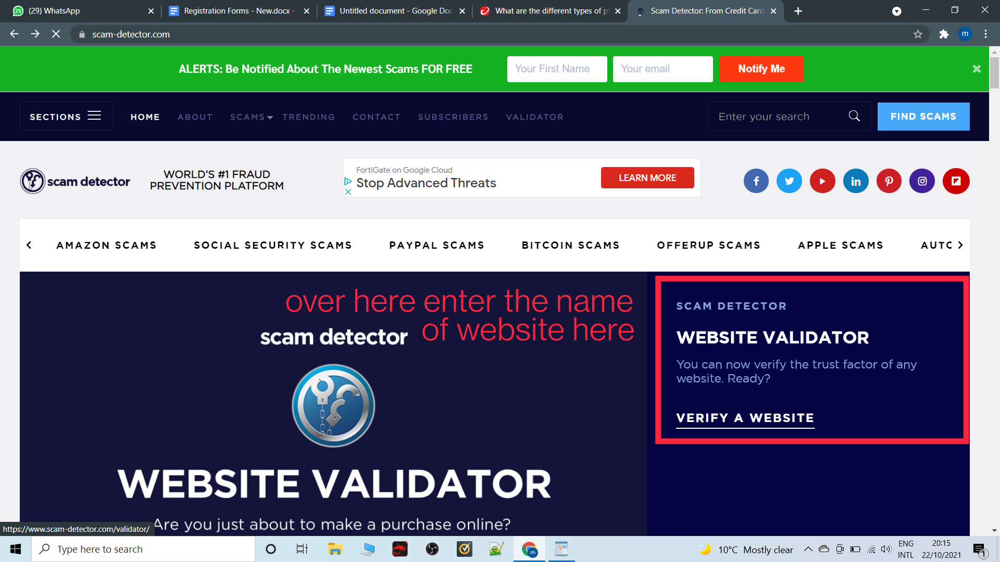 (29) WhatsApp
Registration Forms - New.docx -
Untitled document - Google Doc
What are the different types of p
Scam Detector: From Credit Card
scam-detector.com
m
ALERTS: Be Notified About The Newest Scams FOR FREE
Your First Name
Your email
Notify Me
SECTIONS
HOME
ABOUT
SCAMS
TRENDING
CONTACT
SUBSCRIBERS
VALIDATOR
Enter your search
FIND SCAMS
scam detector
WORLD'S #1 FRAUD
PREVENTION PLATFORM
FortiGate on Google Cloud
Stop Advanced Threats
LEARN MORE
AMAZON SCAMS
SOCIAL SECURITY SCAMS
PAYPAL SCAMS
BITCOIN SCAMS
OFFERUP SCAMS
APPLE SCAMS
AUTO
over here enter the name
of website here
scam detector
WEBSITE VALIDATOR
Are you just about to make a purchase online?
SCAM DETECTOR
WEBSITE VALIDATOR
You can now verify the trust factor of any
website. Ready?
VERIFY A WEBSITE
https://www.scam-detector.com/validator/
Type here to search
10°C Mostly clear
ENG
INTL
20:15
22/10/2021
1